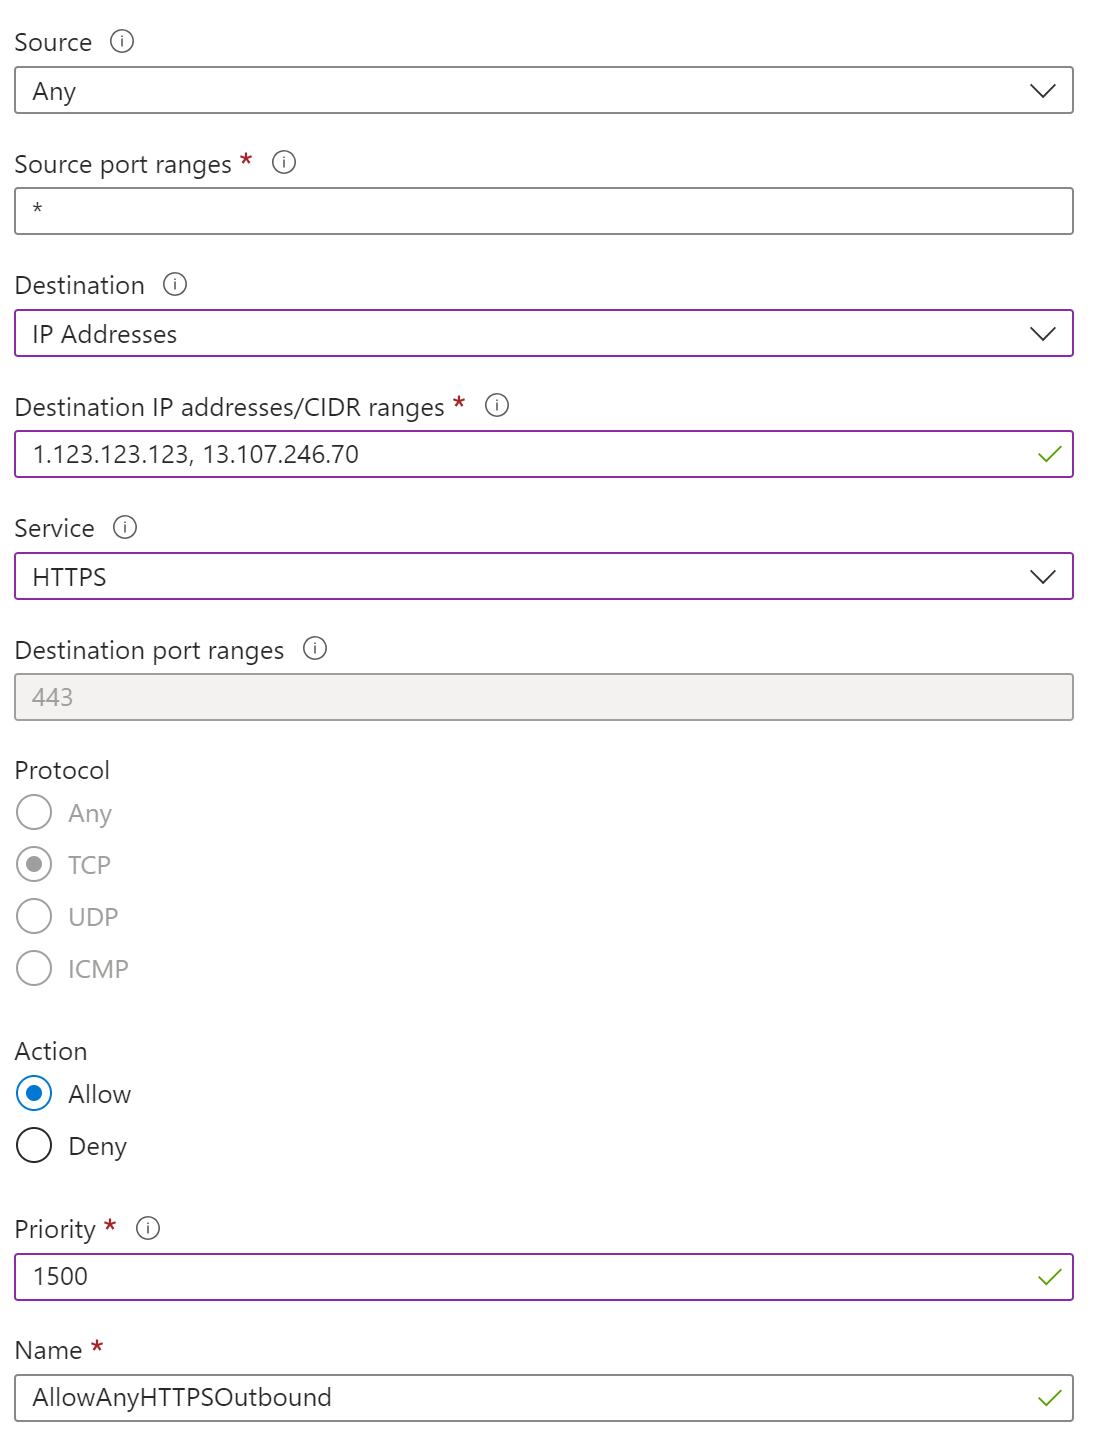 Source
Any
Source port ranges *
*
Destination
IP Addresses
Destination IP addresses/CIDR ranges *
1.123.123.123, 13.107.246.70
Service
HTTPS
Destination port ranges
443
Protocol
Any
TCP
UDP
ICMP
Action
Allow
Deny
Priority *
1500
Name *
AllowAnyHTTPSOutbound